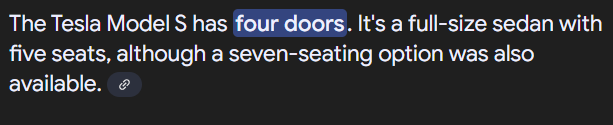 The Tesla Model S has four doors. It's a full-size sedan with
five seats, although a seven-seating option was also
available.